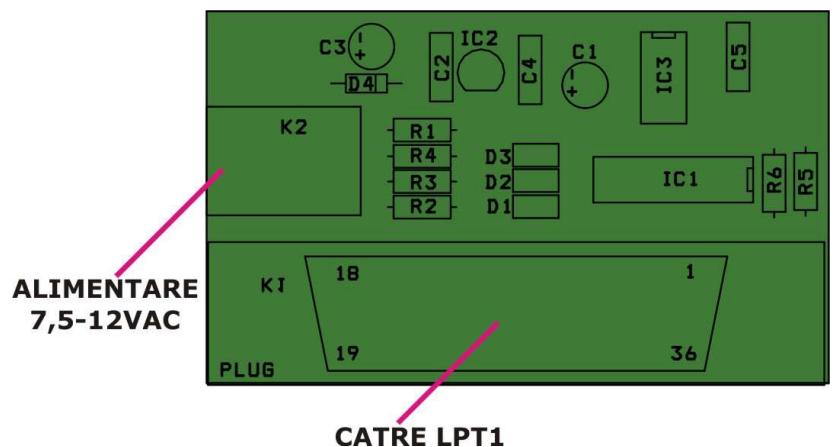 C3
- +
C2
IC2
C4
C1
- +
IC3
C5
D4
K2
R1
R4
R3
R2
D3
D2
D1
IC1
R6
R5
ALIMENTARE
7,5-12VAC
K1
18
1
19
36
PLUG
CATRE LPT1